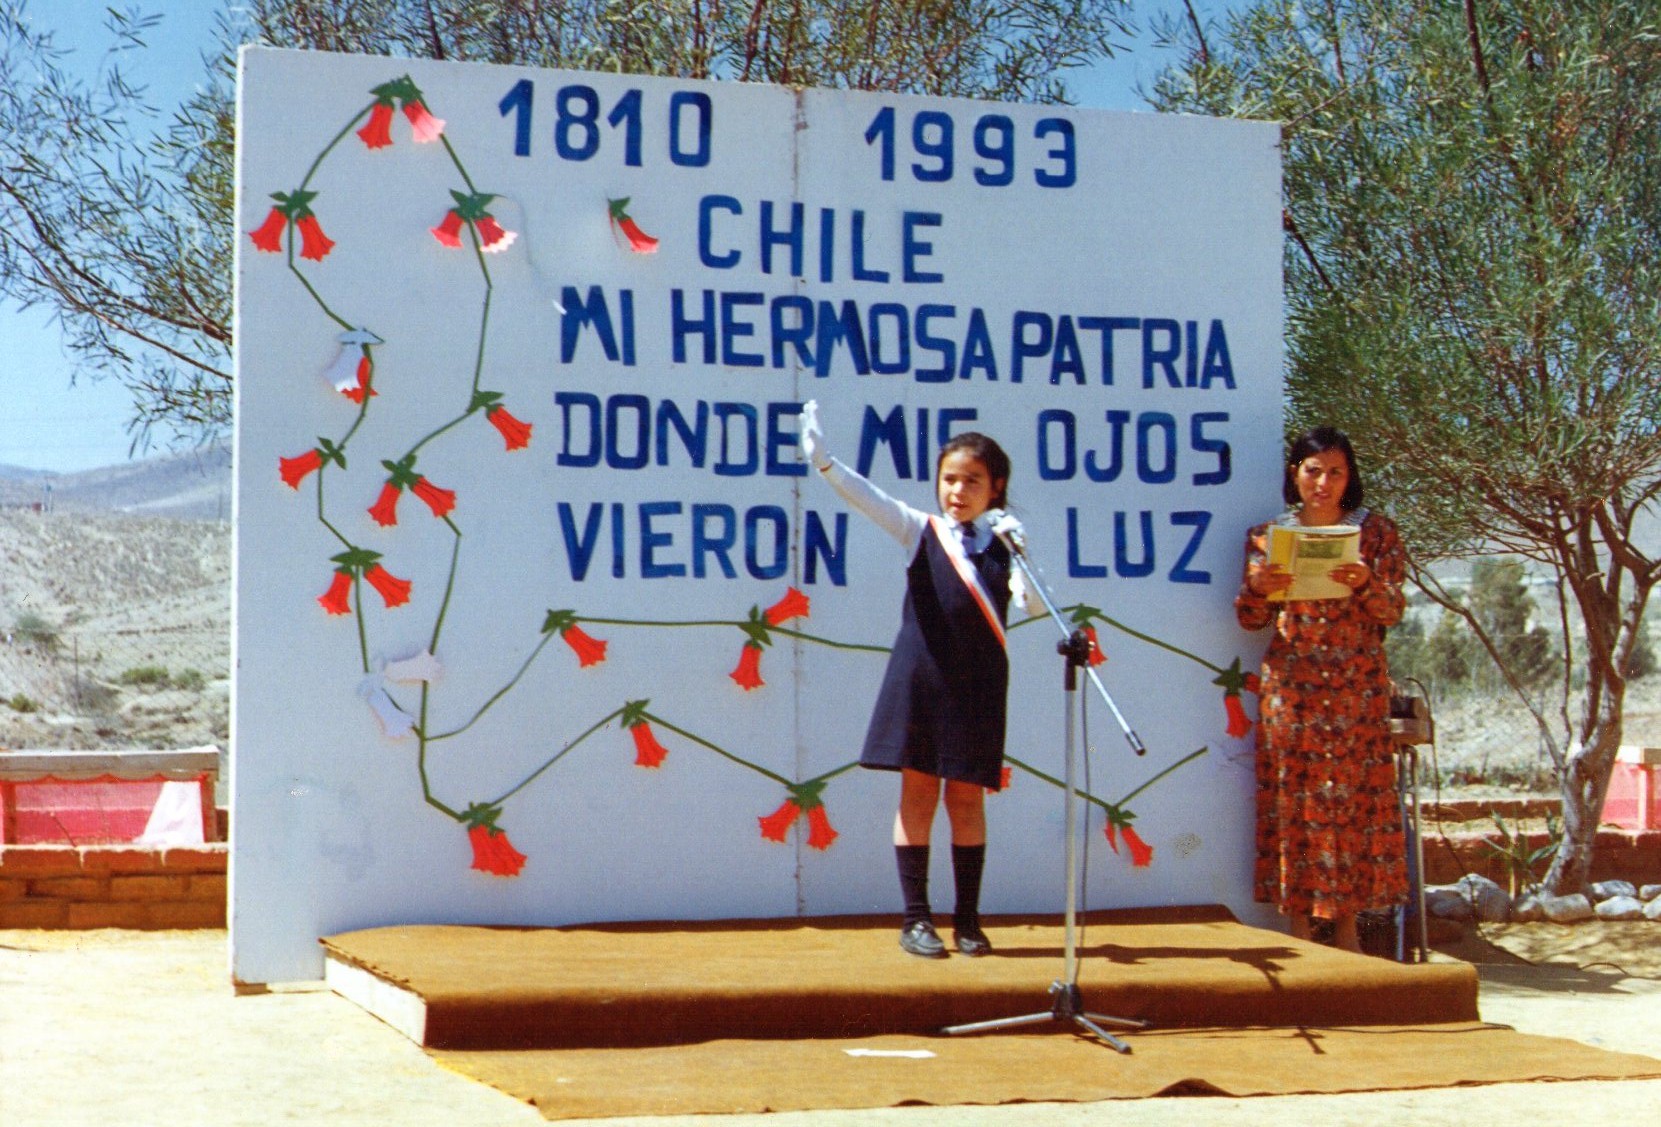 1810 1993
CHILE
MI HERMOSA PATRIA
DONDE MIS OJOS
VIERON LUZ